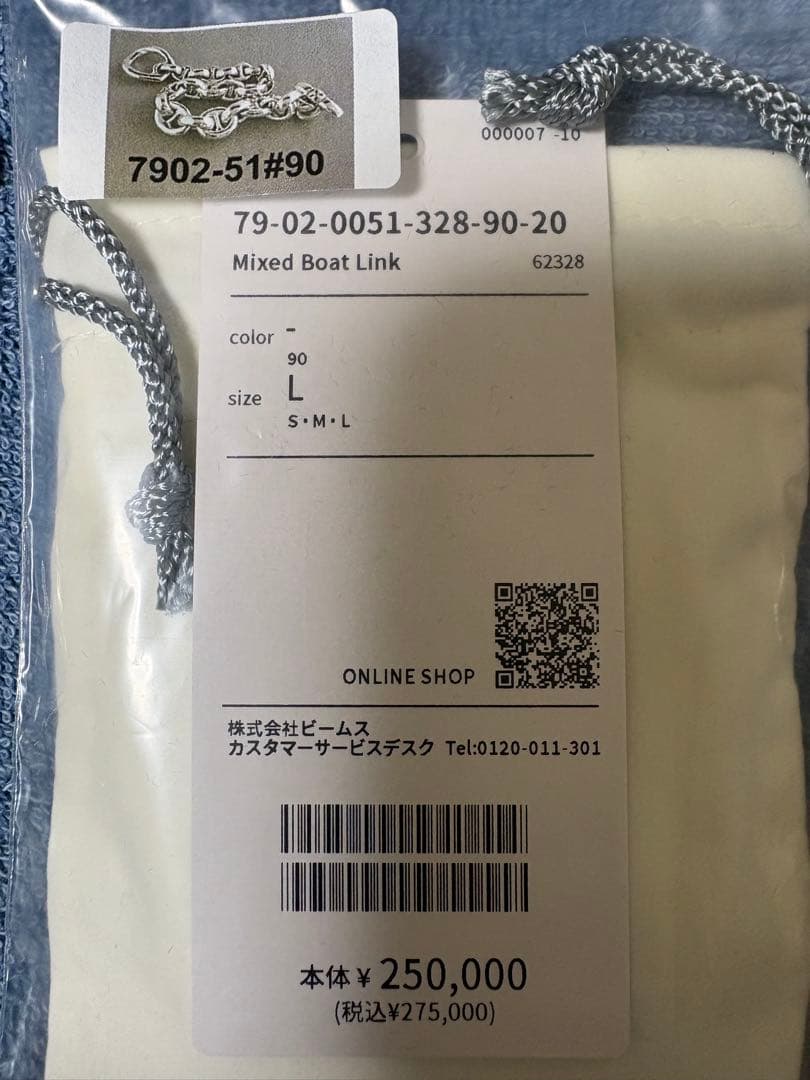 7902-51#90
000007 -10
79-02-0051-328-90-20
Mixed Boat Link 62328
color -
90
size L
S・M・L
ONLINE SHOP
株式会社ビームス
カスタマーサービスデスク Tel:0120-011-301
本体¥ 250,000
(税込¥275,000)